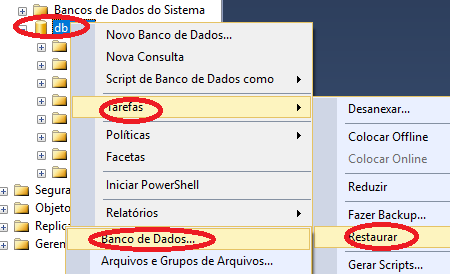 Bancos de Dados do Sistema
db
Novo Banco de Dados...
Nova Consulta
Script de Banco de Dados como
Tarefas
Políticas
Facetas
Iniciar PowerShell
Relatórios
Desanexar...
Colocar Offline
Colocar Online
Reduzir
Fazer Backup...
Restaurar
Gerar Scripts...
Banco de Dados...
Arquivos e Grupos de Arquivos...
Segura
Objeto
Replic
Geren